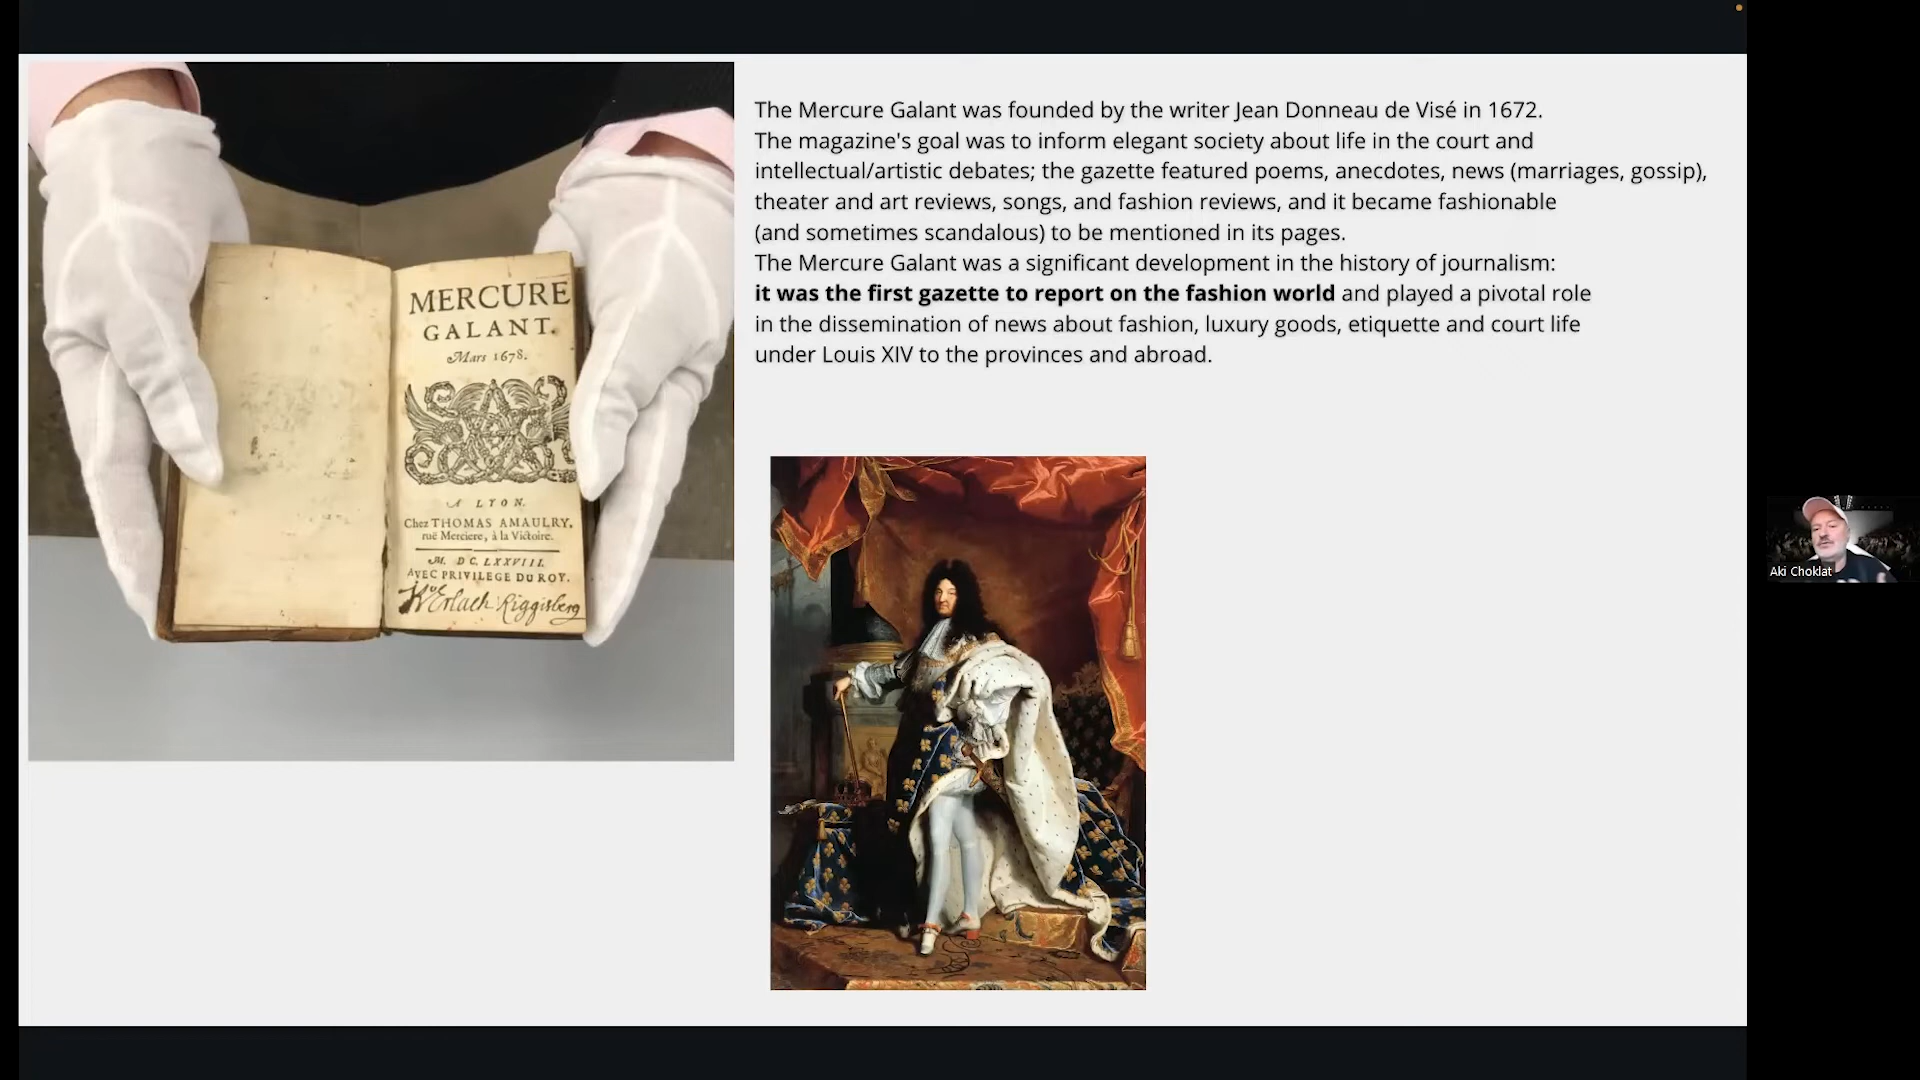 MERCURE
GALANT.
Mars 1678.
A LYON.
Chez THOMAS AMAULRY,
ruë Merciere, à la Victoire.
M. DC. LXXVIII.
AVEC PRIVILEGE DU ROY.
Erlach Riggisberg
The Mercure Galant was founded by the writer Jean Donneau de Visé in 1672.
The magazine's goal was to inform elegant society about life in the court and
intellectual/artistic debates; the gazette featured poems, anecdotes, news (marriages, gossip),
theater and art reviews, songs, and fashion reviews, and it became fashionable
(and sometimes scandalous) to be mentioned in its pages.
The Mercure Galant was a significant development in the history of journalism:
it was the first gazette to report on the fashion world and played a pivotal role
in the dissemination of news about fashion, luxury goods, etiquette and court life
under Louis XIV to the provinces and abroad.
Aki Choklat